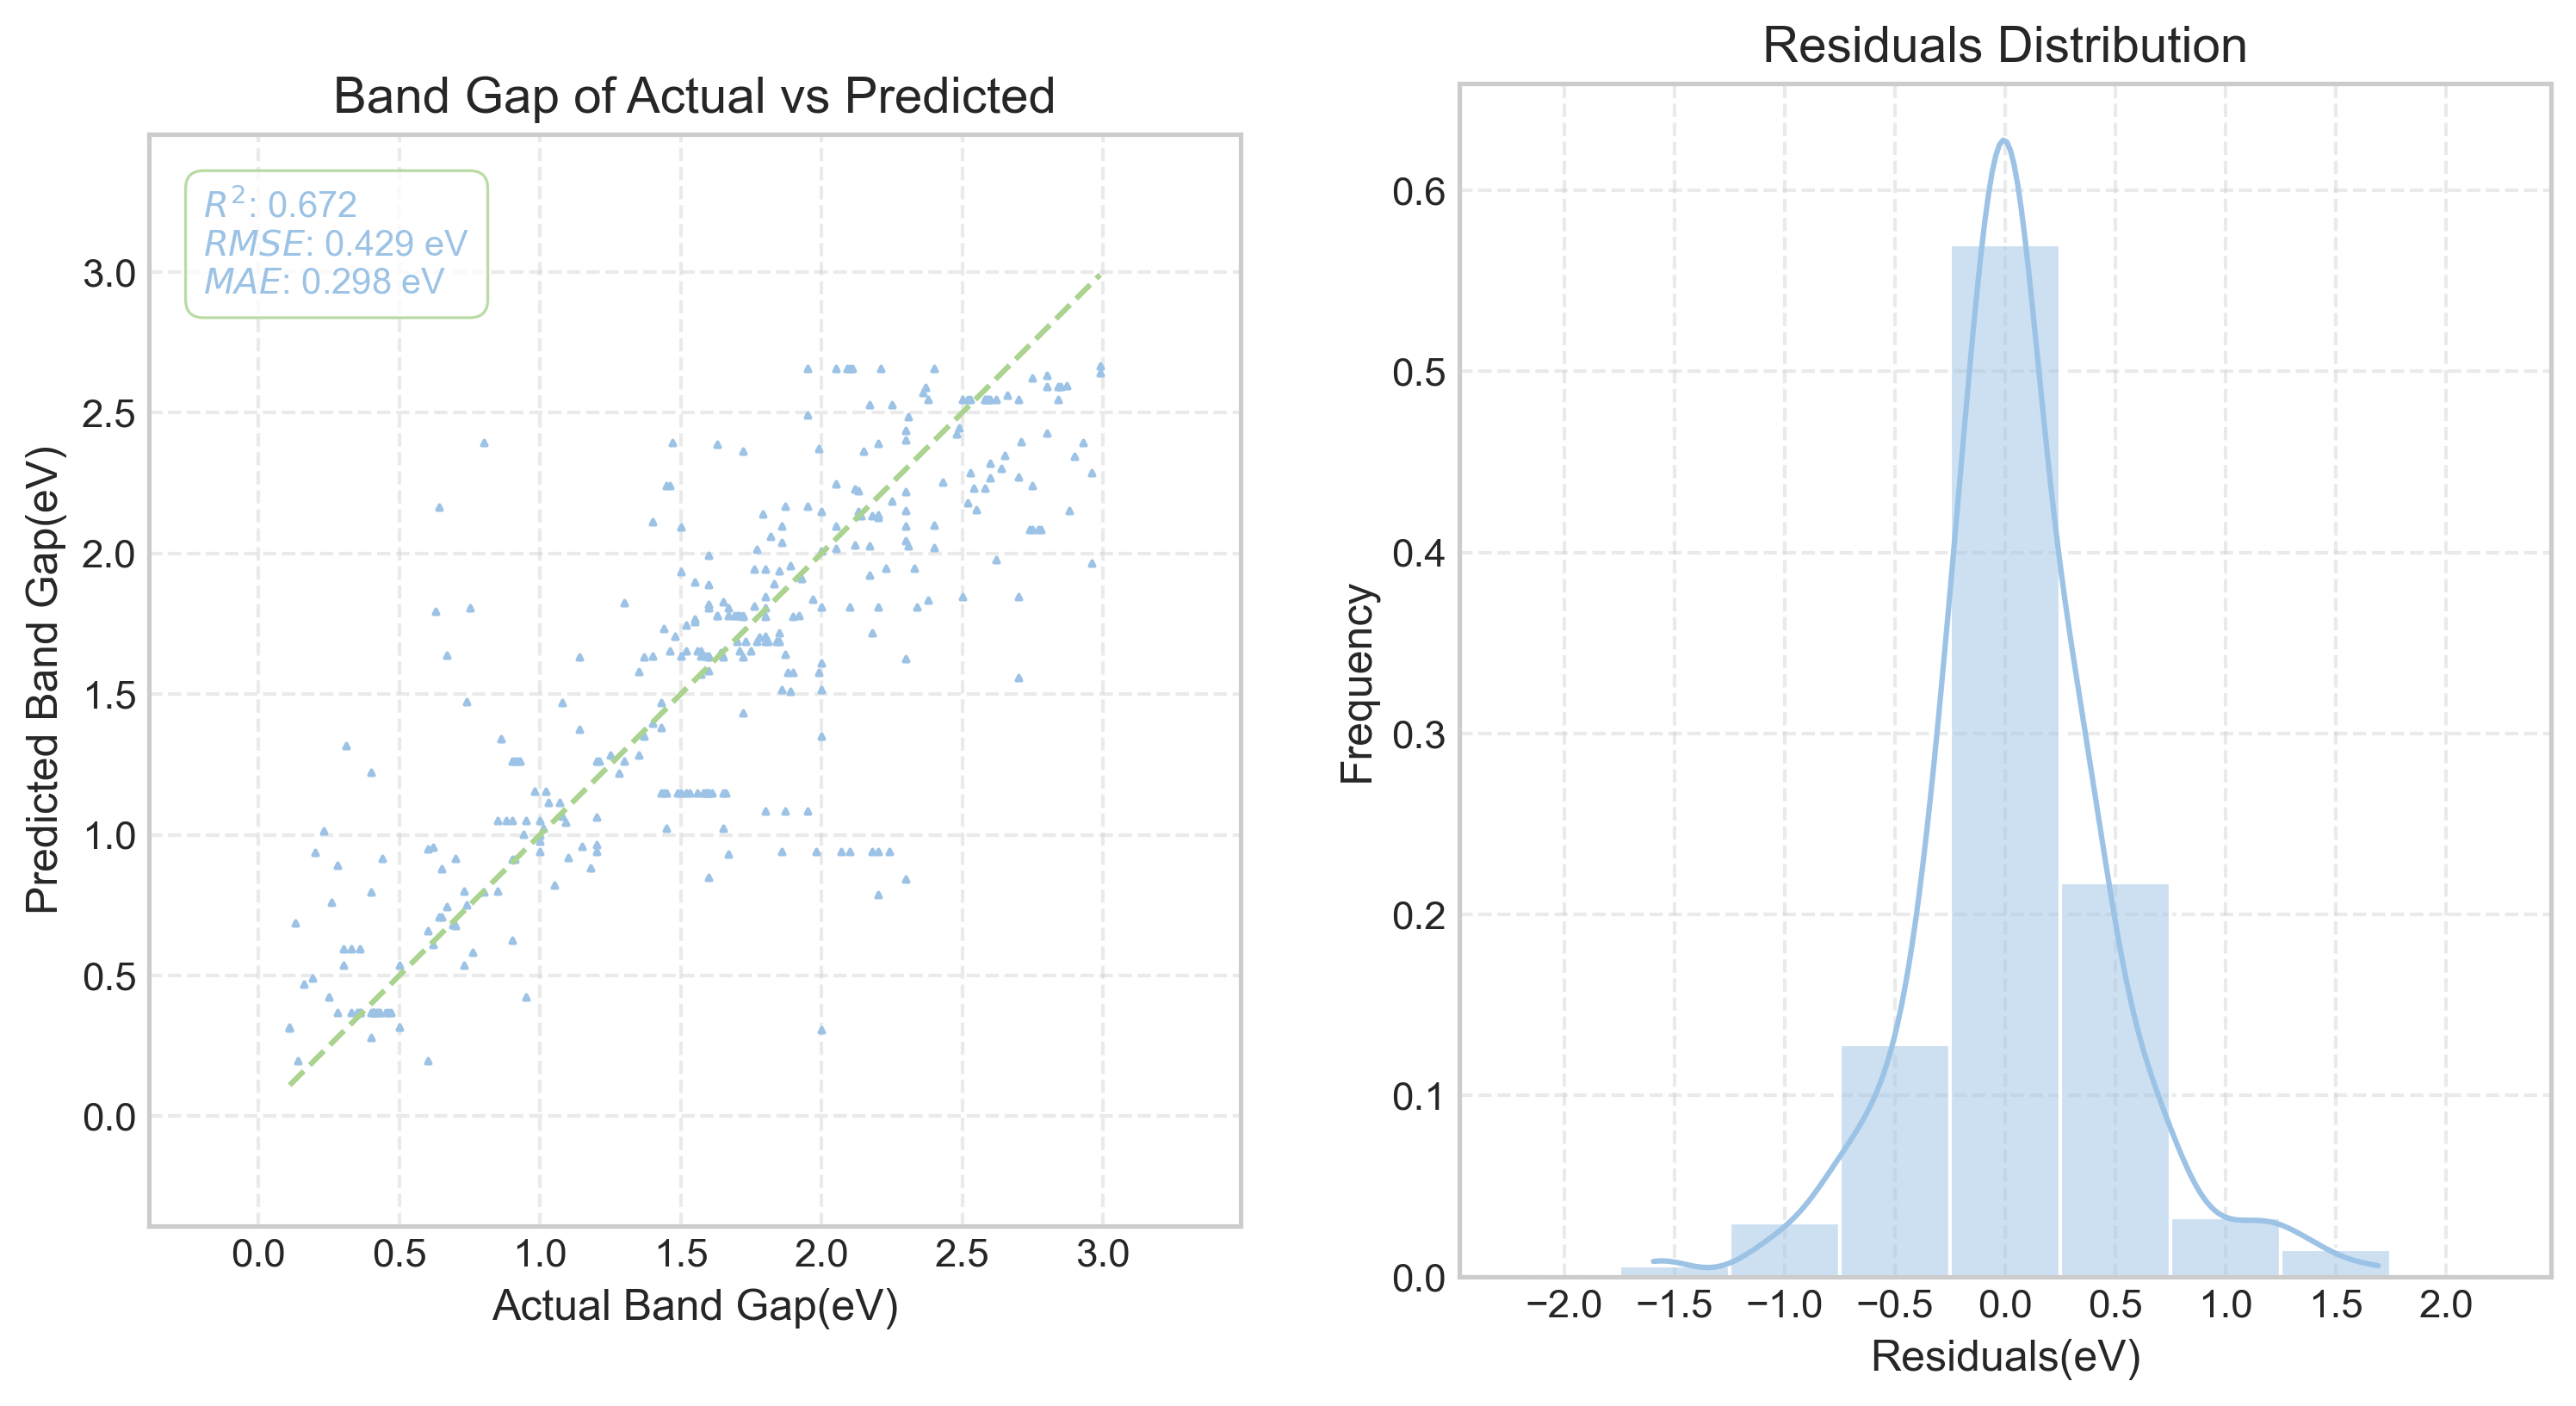 Band Gap of Actual vs Predicted
R²: 0.672
RMSE: 0.429 eV
MAE: 0.298 eV
Predicted Band Gap(eV)
3.0
2.5
2.0
1.5
1.0
0.5
0.0
0.0 0.5 1.0 1.5 2.0 2.5 3.0
Actual Band Gap(eV)
Residuals Distribution
Frequency
0.6
0.5
0.4
0.3
0.2
0.1
0.0
−2.0 −1.5 −1.0 −0.5 0.0 0.5 1.0 1.5 2.0
Residuals(eV)